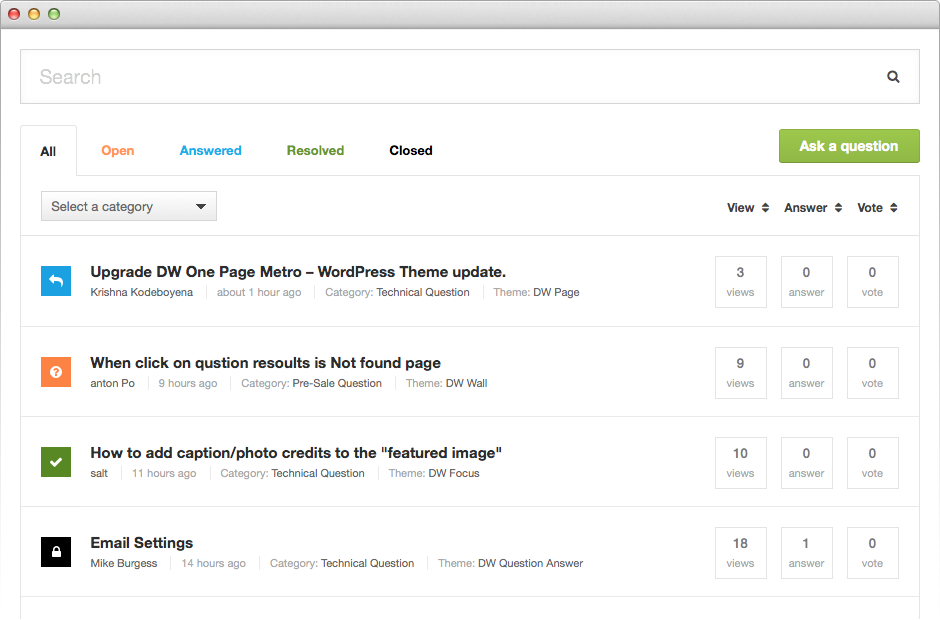 Search
All Open Answered Resolved Closed Ask a question
Select a category View Answer Vote
Upgrade DW One Page Metro – WordPress Theme update. 3 0 0
Krishna Kodeboyena about 1 hour ago Category: Technical Question Theme: DW Page views answer vote
When click on qustion resoults is Not found page 9 0 0
anton Po 9 hours ago Category: Pre-Sale Question Theme: DW Wall views answer vote
How to add caption/photo credits to the "featured image" 10 0 0
salt 11 hours ago Category: Technical Question Theme: DW Focus views answer vote
Email Settings 18 1 0
Mike Burgess 14 hours ago Category: Technical Question Theme: DW Question Answer views answer vote